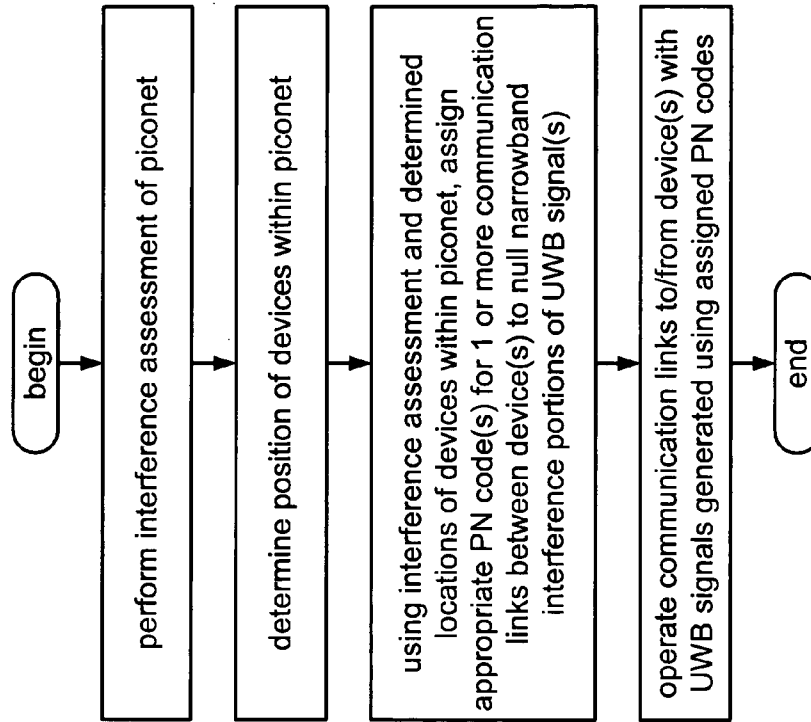 begin
perform interference assessment of piconet
determine position of devices within piconet
using interference assessment and determined
locations of devices within piconet, assign
appropriate PN code(s) for 1 or more communication
links between device(s) to null narrowband
interference portions of UWB signal(s)
operate communication links to/from device(s) with
UWB signals generated using assigned PN codes
end